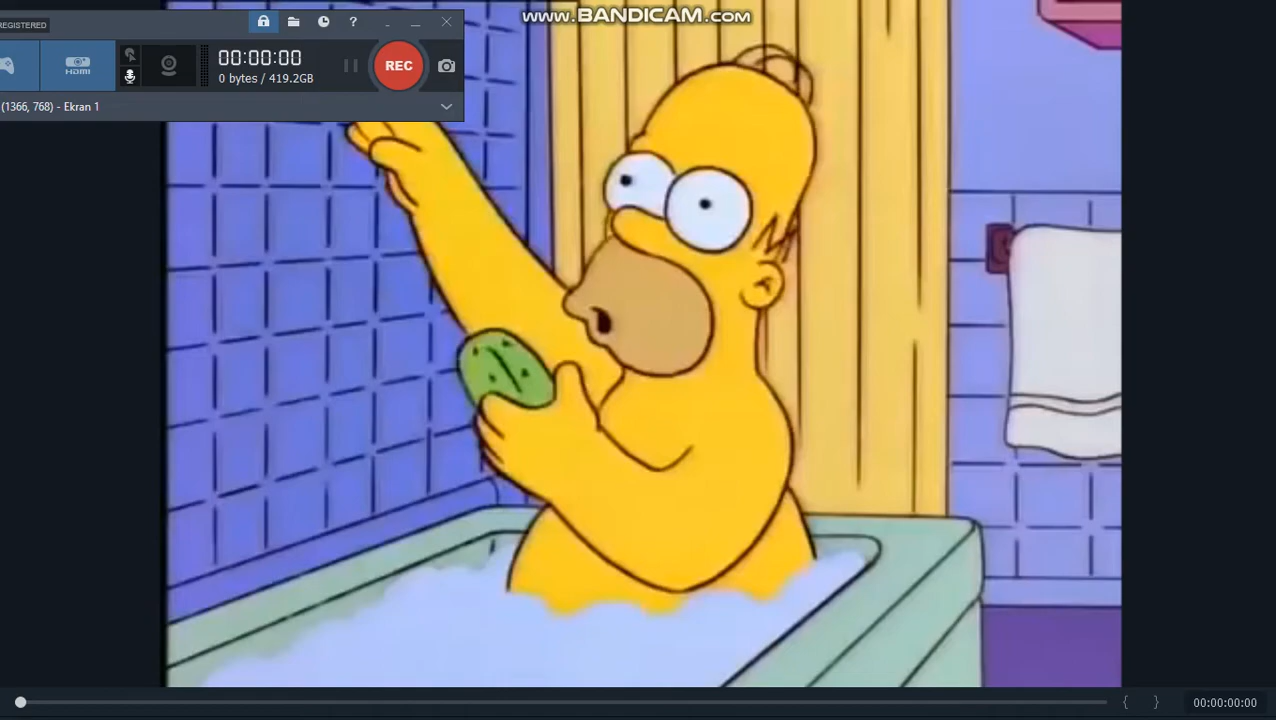 REGISTERED
www.BANDICAM.com
?
HDMI
00:00:00
0 bytes / 419.2GB
REC
(1366, 768) - Ekran 1
{ }
00:00:00:00